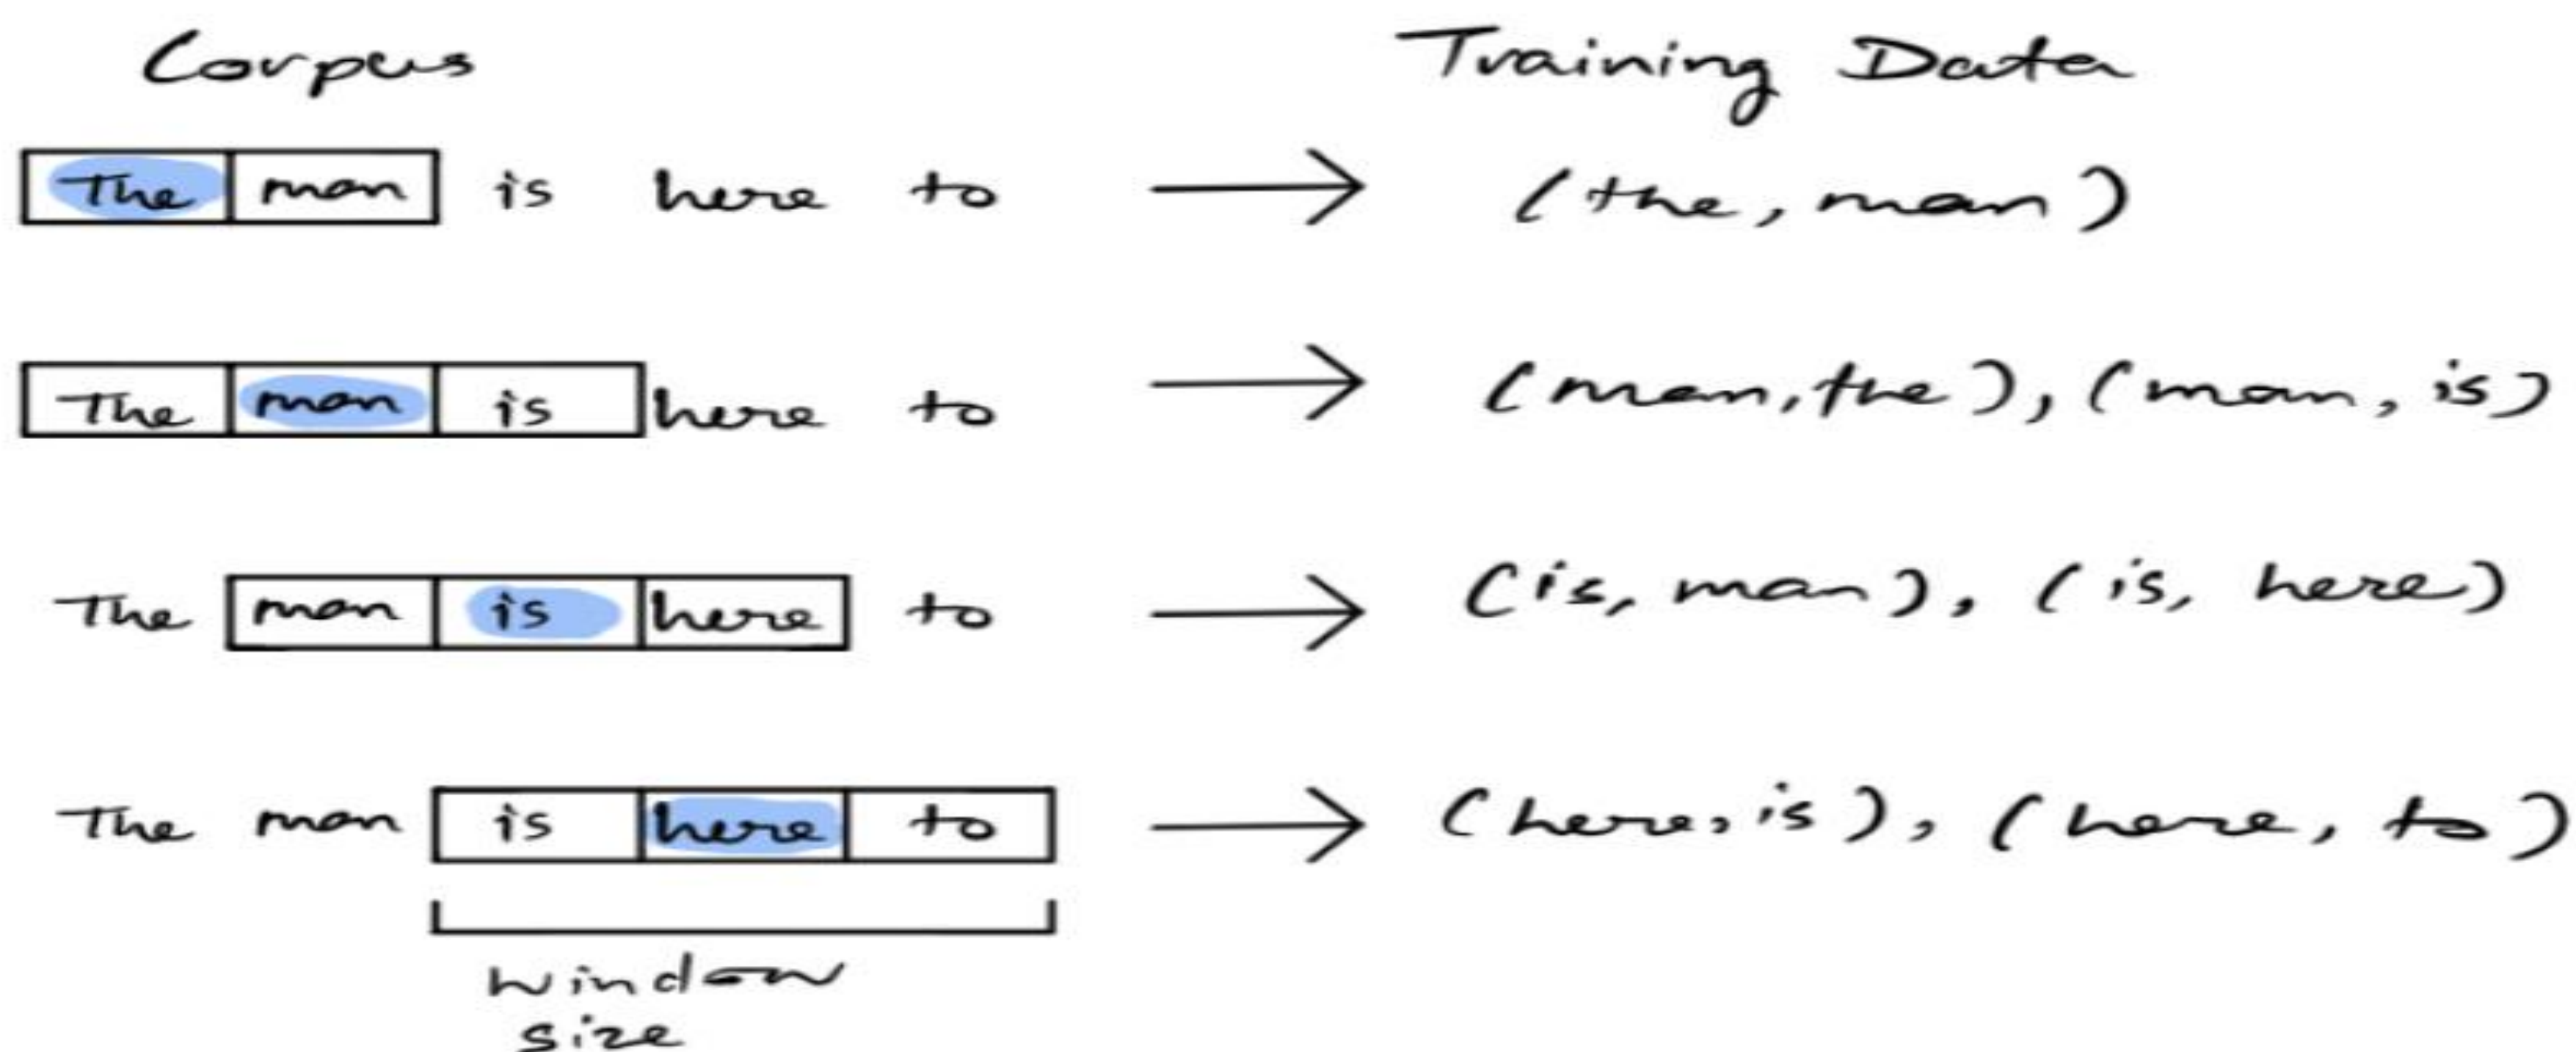 Corpus Training Data
The man is here to (the, man)
The man is here to (man, the), (man, is)
The man is here to (is, man), (is, here)
The man is here to (here, is), (here, to)
window
size